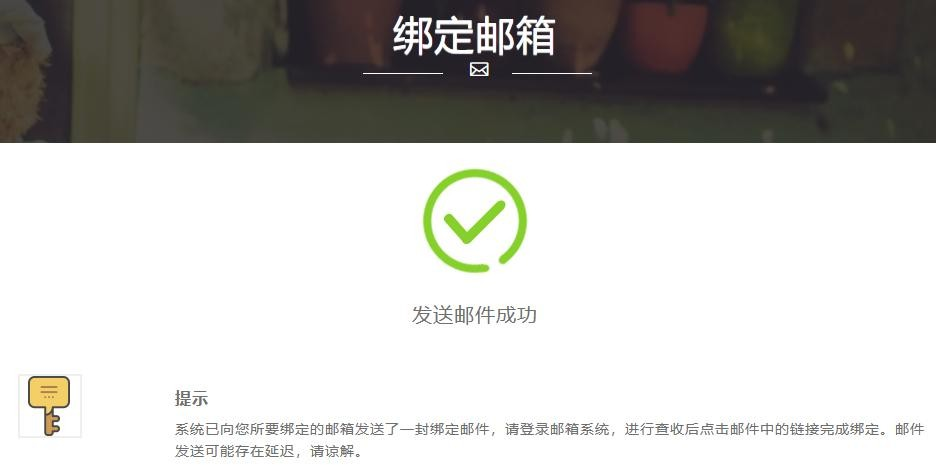 绑定邮箱
发送邮件成功
提示
系统已向您所要绑定的邮箱发送了一封绑定邮件，请登录邮箱系统，进行查收后点击邮件中的链接完成绑定。邮件
发送可能存在延迟，请谅解。